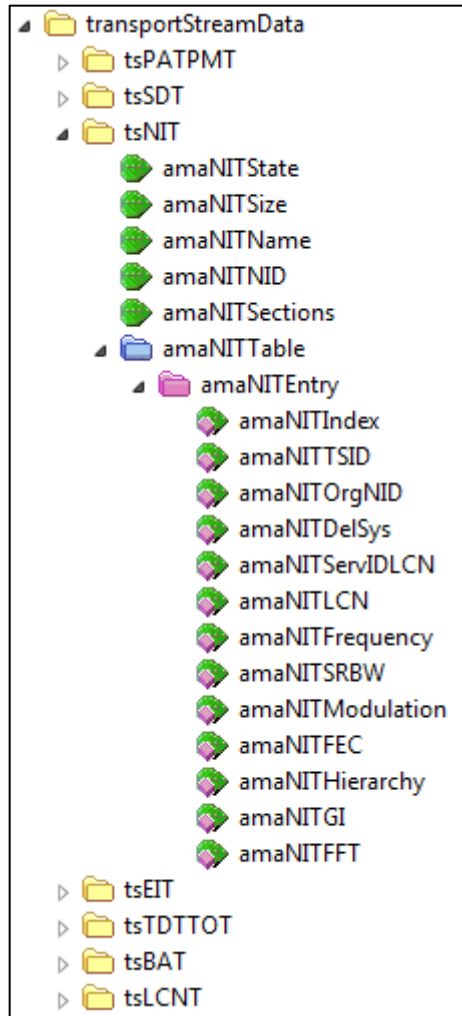 transportStreamData
tsPATPMT
tsSDT
tsNIT
amaNITState
amaNITSize
amaNITName
amaNITNID
amaNITSections
amaNITTable
amaNITEntry
amaNITIndex
amaNITTSID
amaNITOrgNID
amaNITDelSys
amaNITServIDLCN
amaNITLCN
amaNITFrequency
amaNITSRBW
amaNITModulation
amaNITFEC
amaNITHierarchy
amaNITGI
amaNITFFT
tsEIT
tsTDTTOT
tsBAT
tsLCNT